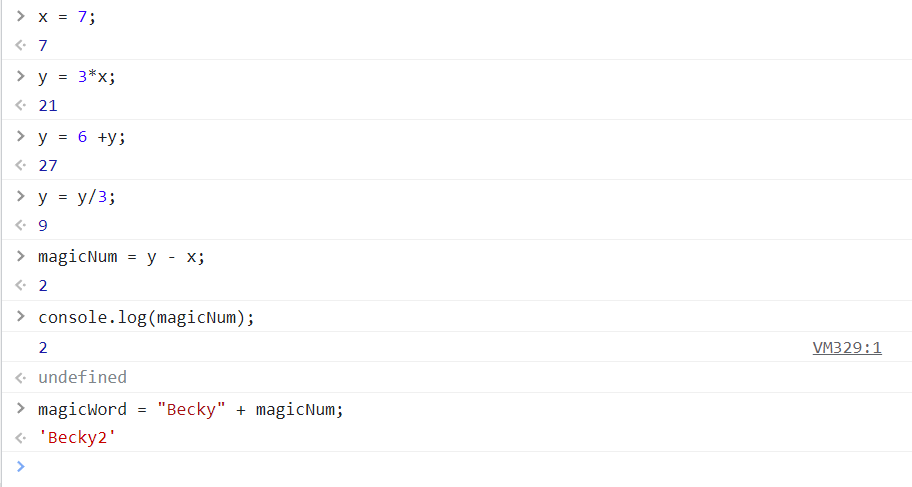 > x = 7;
< 7
> y = 3*x;
< 21
> y = 6 +y;
< 27
> y = y/3;
< 9
> magicNum = y - x;
< 2
> console.log(magicNum);
2 VM329:1
< undefined
> magicWord = "Becky" + magicNum;
< 'Becky2'
>